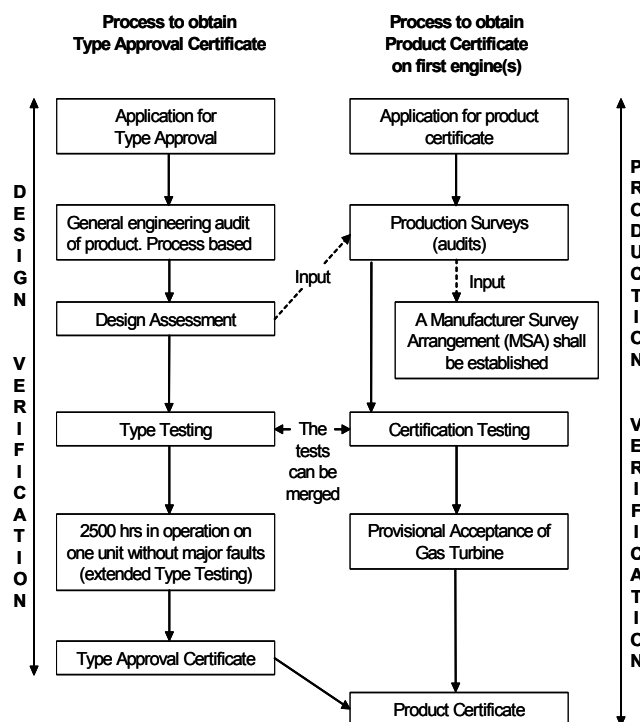 Process to obtain
Type Approval Certificate
Process to obtain
Product Certificate
on first engine(s)
Application for
Type Approval
Application for product
certificate
DESIGN VERIFICATION
PRODUCTION VERIFICATION
General engineering audit
of product. Process based
Production Surveys
(audits)
Input
Input
Design Assessment
A Manufacturer Survey
Arrangement (MSA) shall
be established
Type Testing
The
tests
can be
merged
Certification Testing
2500 hrs in operation on
one unit without major faults
(extended Type Testing)
Provisional Acceptance of
Gas Turbine
Type Approval Certificate
Product Certificate